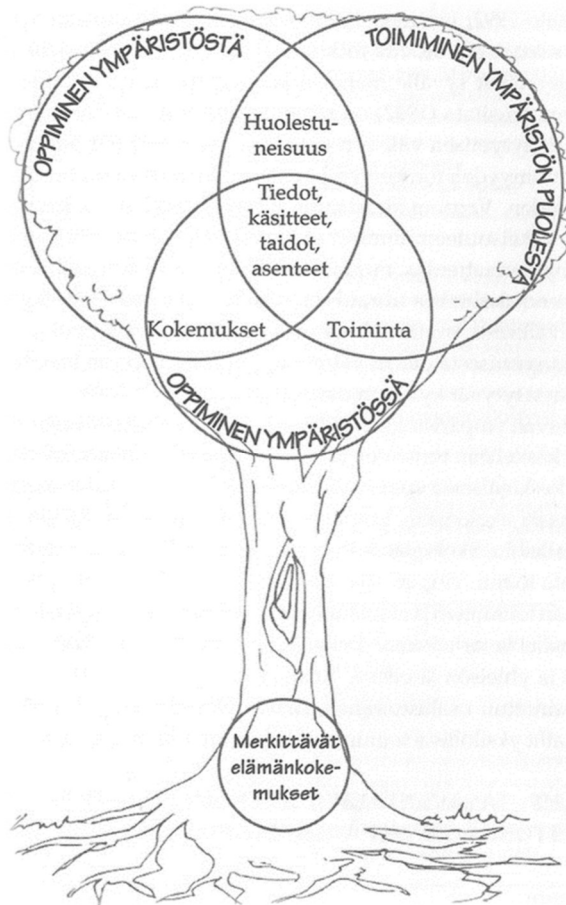 OPPIMINEN YMPÄRISTÖSTÄ
TOIMIMINEN YMPÄRISTÖN PUOLESTA
Huolestu-
neisuus
Tiedot,
käsitteet,
taidot,
asenteet
Kokemukset
Toiminta
OPPIMINEN YMPÄRISTÖSSÄ
Merkittävät
elämänkoke-
mukset